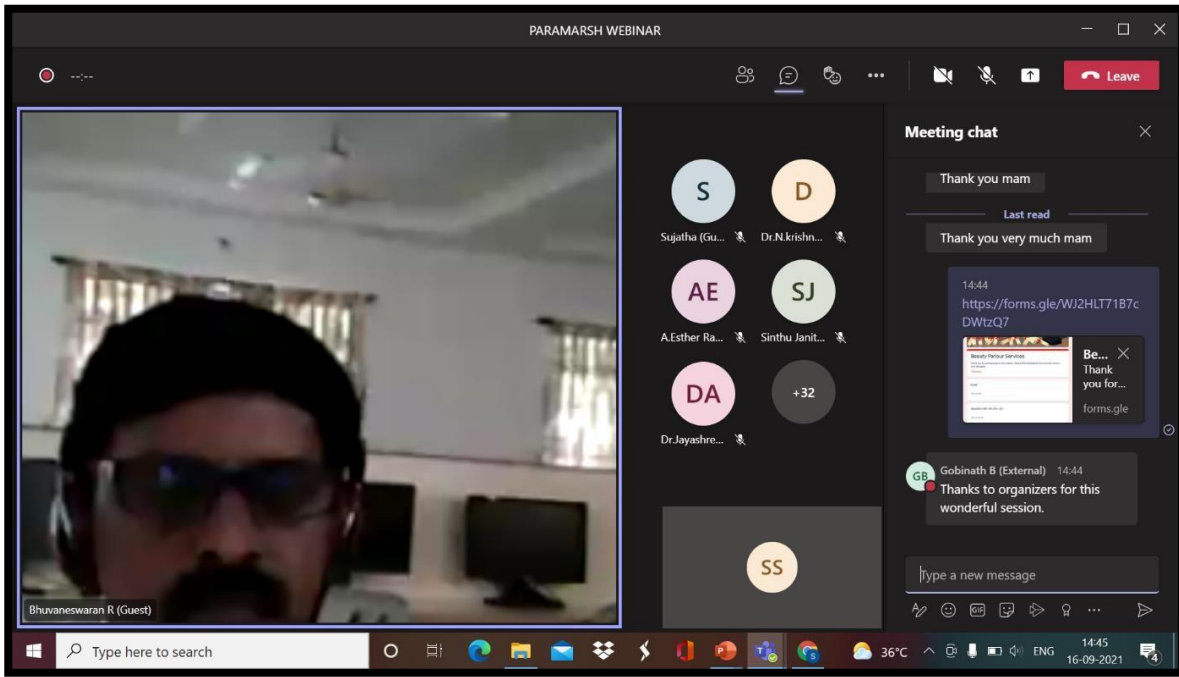 PARAMARSH WEBINAR
--:--
Leave
Meeting chat
Thank you mam
Last read
Thank you very much mam
14:44
https://forms.gle/WJ2HLT71B7c
DWtzQ7
Beauty Parlour Services
Be...
Thank
you for...
forms.gle
GB
Gobinath B (External) 14:44
Thanks to organizers for this
wonderful session.
Type a new message
GIF
S
D
Sujatha (Gu...
Dr.N.krishn...
AE
SJ
A.Esther Ra...
Sinthu Janit...
DA
+32
Dr.Jayashre...
SS
Bhuvaneswaran R (Guest)
Type here to search
36°C
ENG
14:45
16-09-2021
4